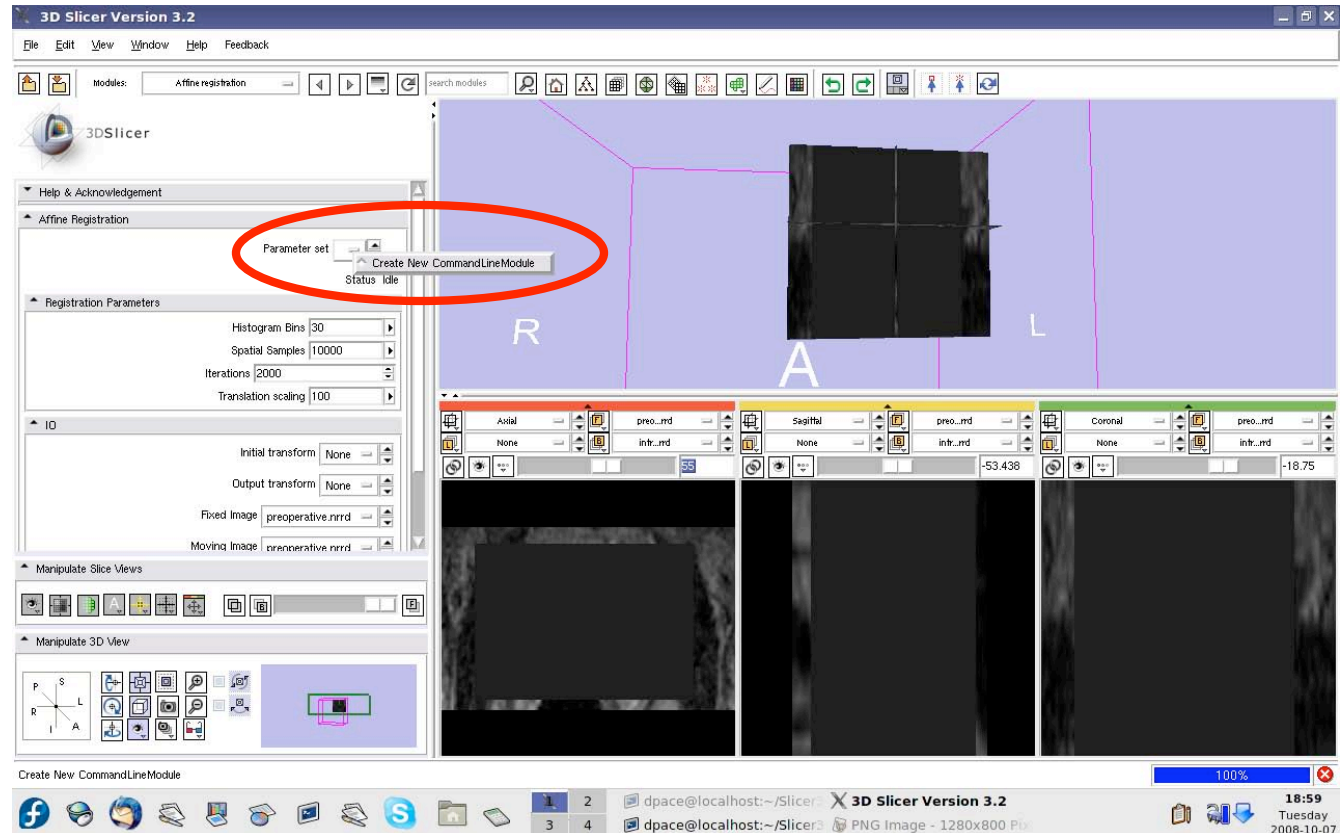 3D Slicer Version 3.2
File Edit View Window Help Feedback
Modules: Affine registration search modules
3DSlicer
Help & Acknowledgement
Affine Registration
Parameter set
Create New CommandLineModule
Status Idle
Registration Parameters
Histogram Bins 30
Spatial Samples 10000
Iterations 2000
Translation scaling 100
IO
Initial transform None
Output transform None
Fixed Image preoperative.nrrd
Moving Image preoperative.nrrd
Manipulate Slice Views
A B F
Manipulate 3D View
P S
R L
I A
R L
A
Axial F preo...rrd
L None B intr...rrd
55
Sagittal F preo...rrd
L None B intr...rrd
-53.438
Coronal F preo...rrd
L None B intr...rrd
-18.75
Create New CommandLineModule
100%
1 2
3 4
dpace@localhost:~/Slicer3
3D Slicer Version 3.2
dpace@localhost:~/Slicer3
PNG Image - 1280x800 Pi
18:59
Tuesday
2008-10-07